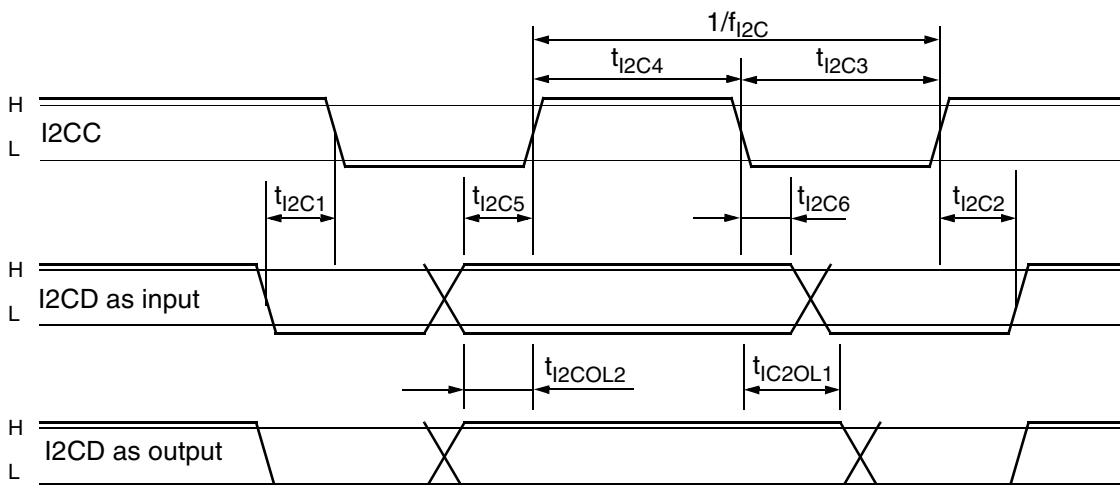 1/fI2C
tI2C4 tI2C3
H
I2CC
L
tI2C1 tI2C5 tI2C6 tI2C2
H
I2CD as input
L
tI2COL2 tIC2OL1
H
I2CD as output
L